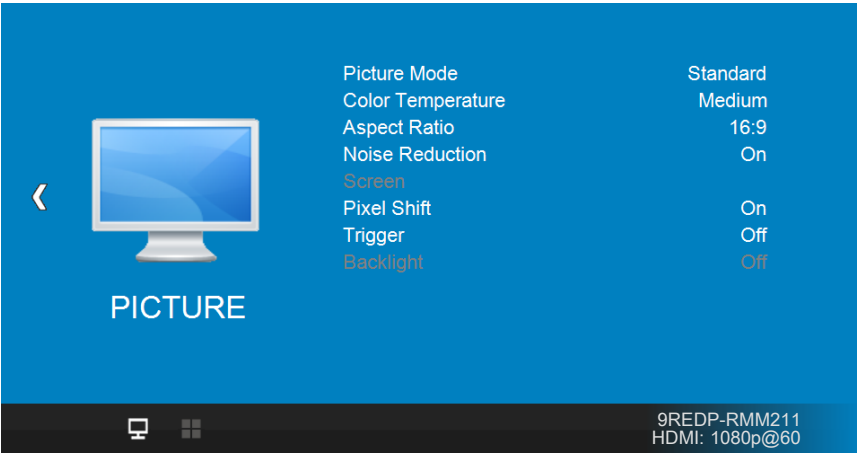 Picture Mode Standard
Color Temperature Medium
Aspect Ratio 16:9
Noise Reduction On
Screen
Pixel Shift On
Trigger Off
Backlight Off
PICTURE
9REDP-RMM211
HDMI: 1080p@60